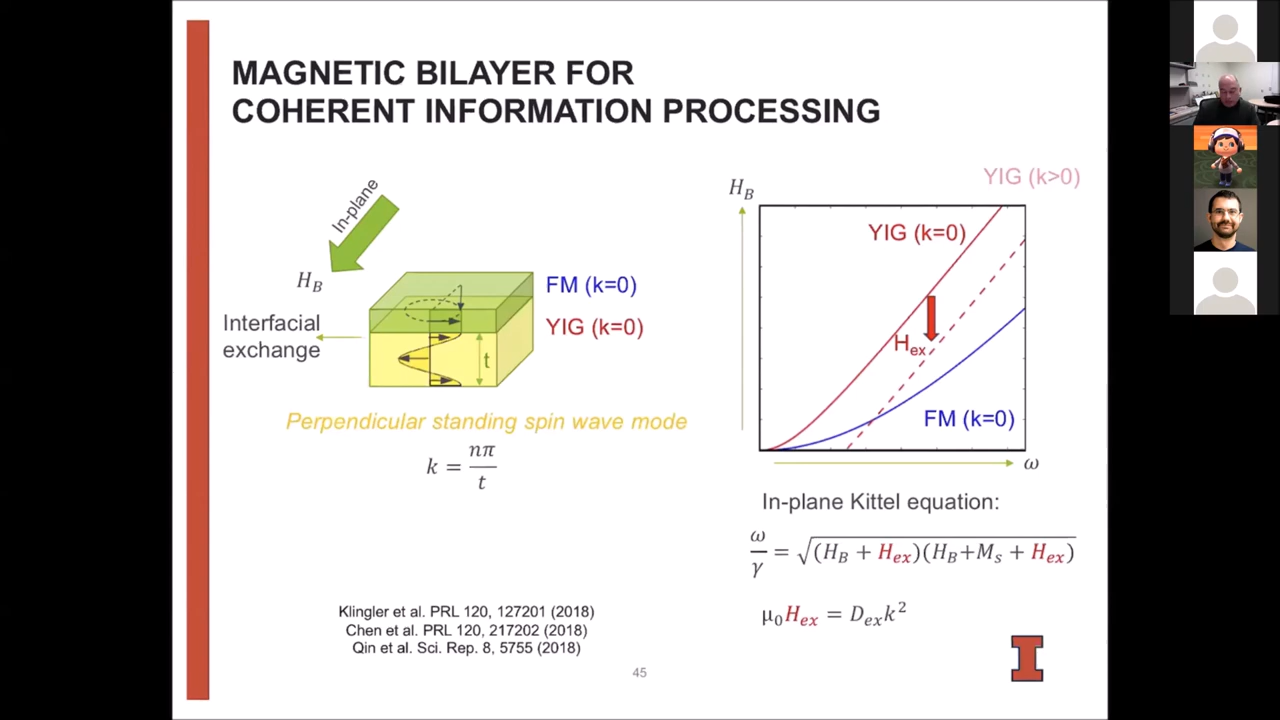 MAGNETIC BILAYER FOR
COHERENT INFORMATION PROCESSING
In-plane
H_B
FM (k=0)
YIG (k=0)
Interfacial
exchange
t
Perpendicular standing spin wave mode
k = nπ/t
Klingler et al. PRL 120, 127201 (2018)
Chen et al. PRL 120, 217202 (2018)
Qin et al. Sci. Rep. 8, 5755 (2018)
45
YIG (k>0)
H_B
YIG (k=0)
H_ex
FM (k=0)
ω
In-plane Kittel equation:
ω/γ = √(H_B + H_ex)(H_B+M_s + H_ex)
μ₀H_ex = D_ex k²
I